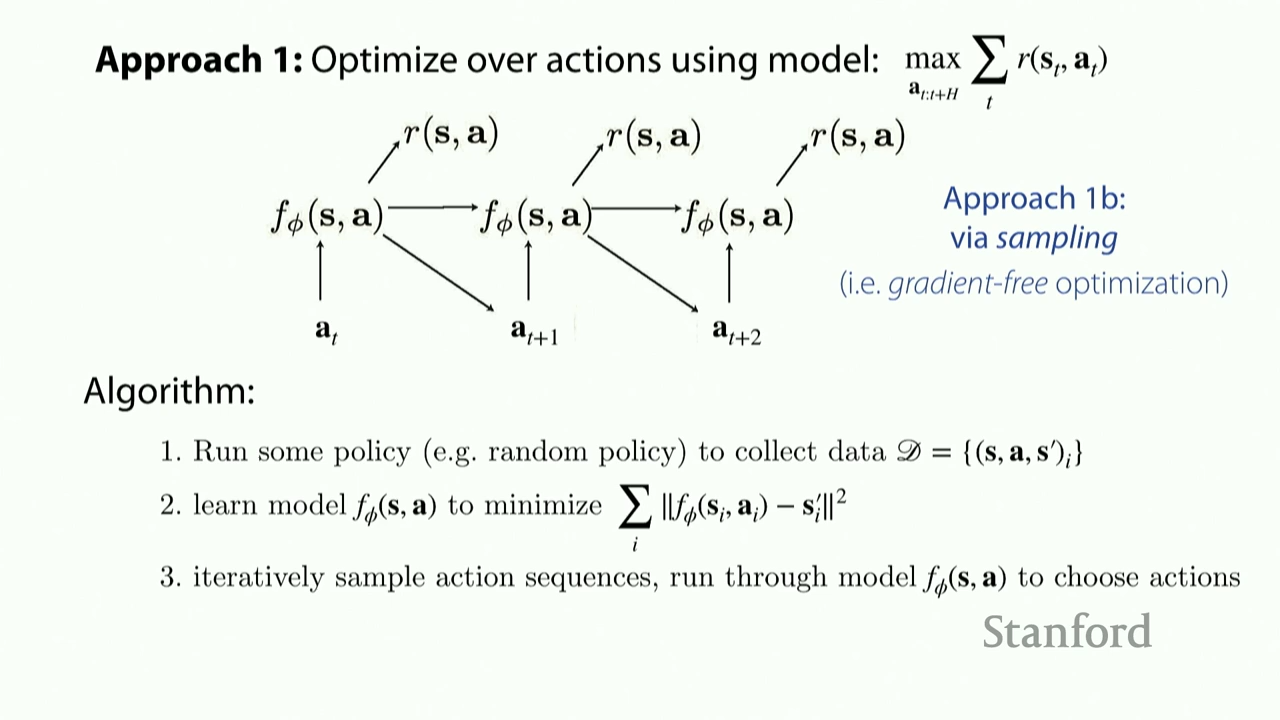 Approach 1: Optimize over actions using model: max_{a_{t:t+H}} ∑_t r(s_t, a_t)
r(s, a) r(s, a) r(s, a)
f_ϕ(s, a) f_ϕ(s, a) f_ϕ(s, a)
Approach 1b:
via sampling
(i.e. gradient-free optimization)
a_t a_{t+1} a_{t+2}
Algorithm:
1. Run some policy (e.g. random policy) to collect data 𝒟 = {(s, a, s′)_i}
2. learn model f_ϕ(s, a) to minimize ∑_i ||f_ϕ(s_i, a_i) − s′_i||²
3. iteratively sample action sequences, run through model f_ϕ(s, a) to choose actions
Stanford